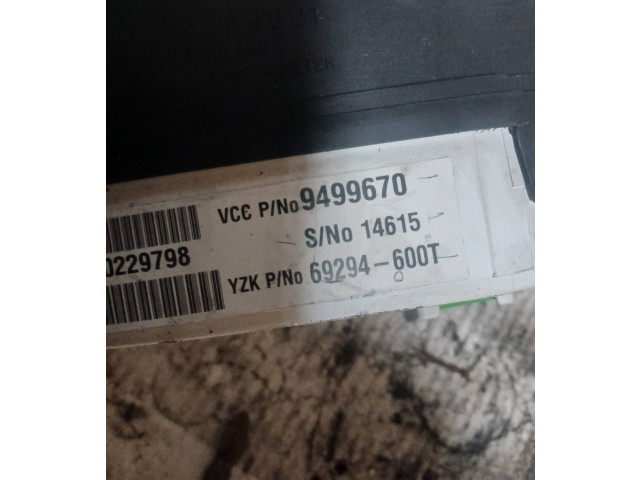 VCC P/No 9499670
S/No 14615
0229798
YZK P/No 69294-600T